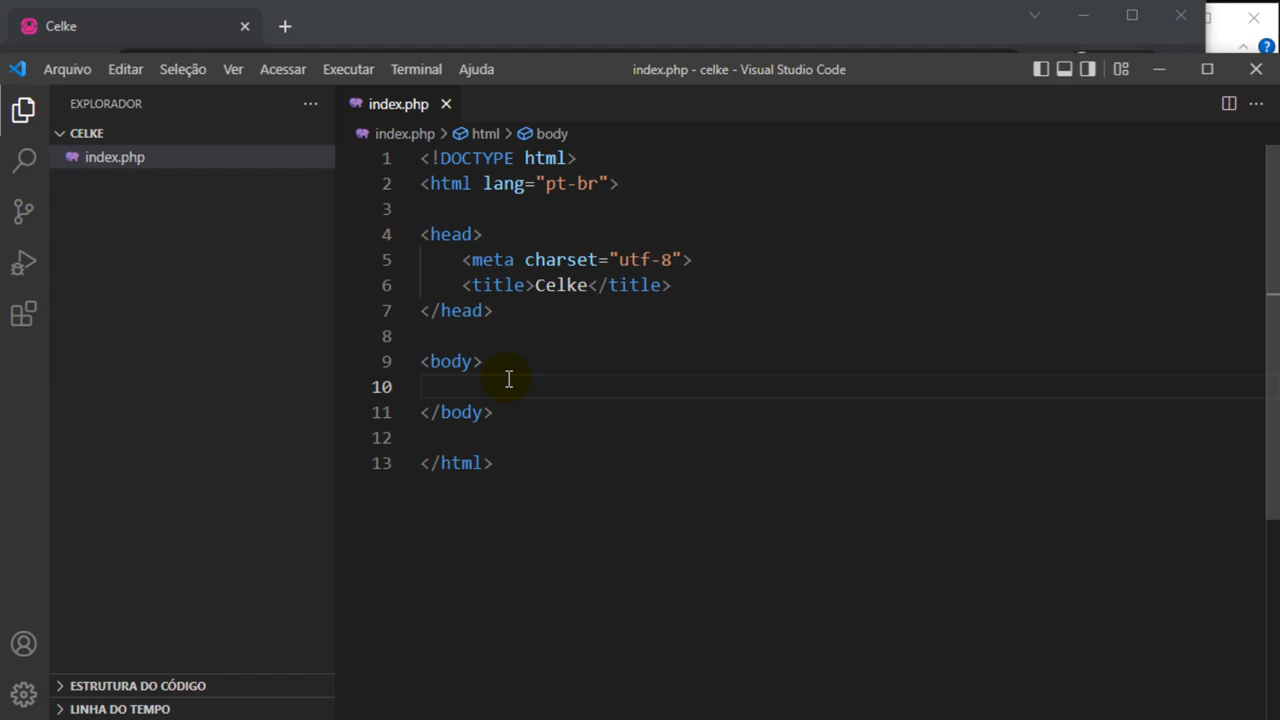 Celke
Arquivo Editar Seleção Ver Acessar Executar Terminal Ajuda
index.php - celke - Visual Studio Code
EXPLORADOR
CELKE
index.php
index.php
index.php > html > body
1 <!DOCTYPE html>
2 <html lang="pt-br">
3
4 <head>
5 <meta charset="utf-8">
6 <title>Celke</title>
7 </head>
8
9 <body>
10
11 </body>
12
13 </html>
ESTRUTURA DO CÓDIGO
LINHA DO TEMPO